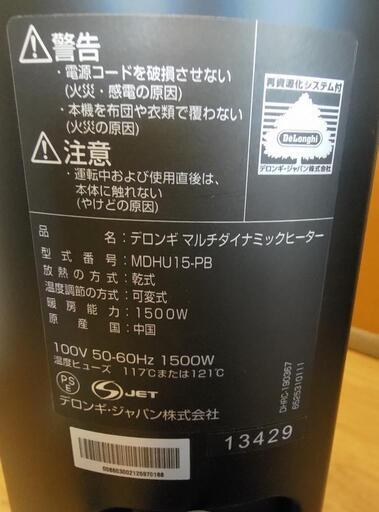 ⚠警告
・電源コードを破損させない
(火災・感電の原因)
・本機を布団や衣類で覆わない
(火災の原因)
⚠注意
・運転中および使用直後は、
本体に触れない
(やけどの原因)
再資源化システム付
DeLonghi
デロンギ・ジャパン株式会社
品名：デロンギ マルチダイナミックヒーター
型式番号：MDHU15-PB
放熱の方式：乾式
温度調節の方式：可変式
暖房能力：1500W
原産国：中国
100V 50-60Hz 1500W
温度ヒューズ 117℃または121℃
PS
E
S JET
デロンギ・ジャパン株式会社
DHRC-190367
6525310111
13429